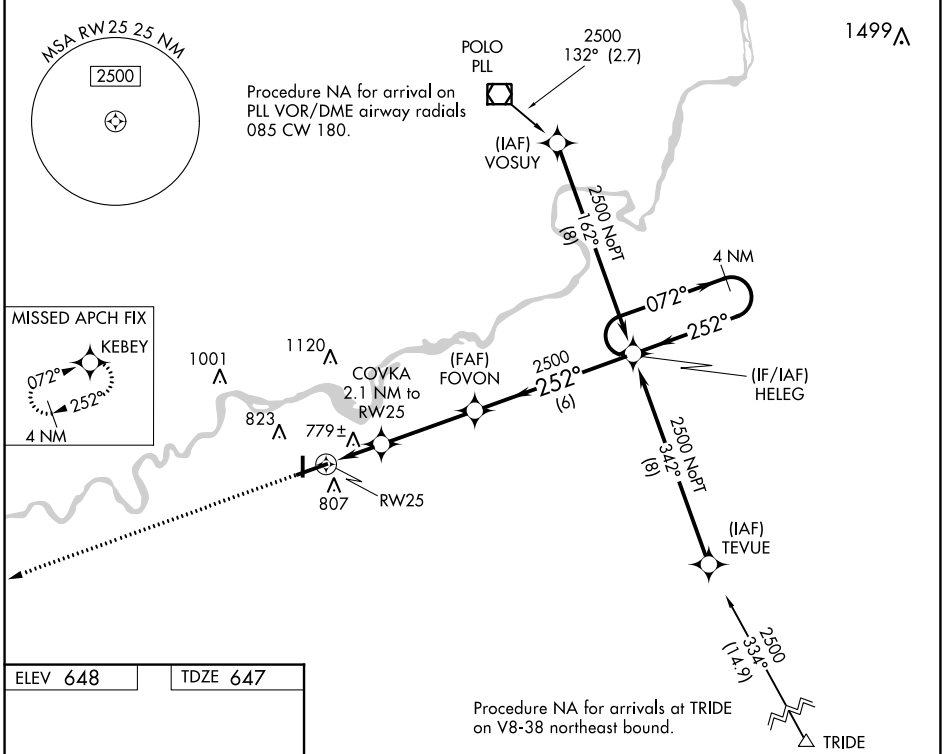 MSA RW 25 25 NM
2500
Procedure NA for arrival on
PLL VOR/DME airway radials
085 CW 180.
POLO
PLL
2500
132° (2.7)
1499
(IAF)
VOSUY
2500 NoPT
162°
(8)
4 NM
072°
252°
(IF/IAF)
HELEG
MISSED APCH FIX
KEBEY
072°
252°
4 NM
1001
1120
823
779±
COVKA
2.1 NM to
RW25
(FAF)
FOVON
2500
252°
(6)
807
RW25
2500 NoPT
342°
(8)
(IAF)
TEVUE
2500
334°
(14.9)
ELEV 648
TDZE 647
Procedure NA for arrivals at TRIDE
on V8-38 northeast bound.
TRIDE